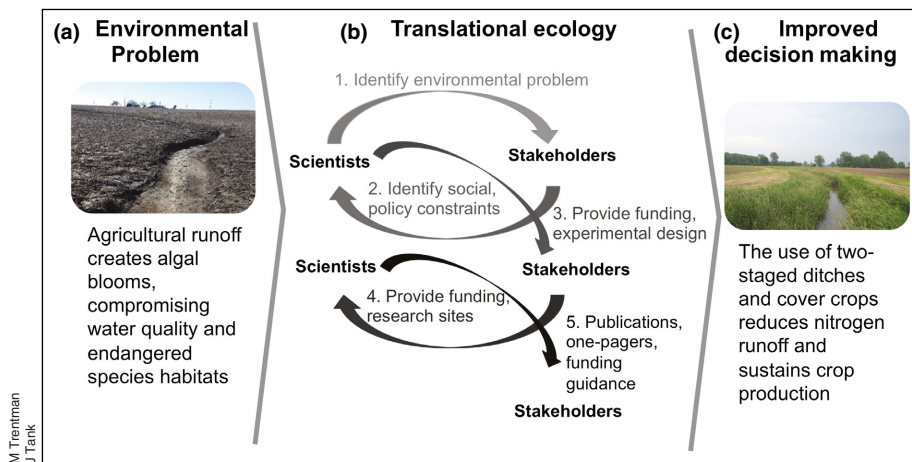 (a) Environmental
Problem
Agricultural runoff
creates algal
blooms,
compromising
water quality and
endangered
species habitats
(b) Translational ecology
1. Identify environmental problem
Scientists
Stakeholders
2. Identify social,
policy constraints
3. Provide funding,
experimental design
Scientists
Stakeholders
4. Provide funding,
research sites
5. Publications,
one-pagers,
funding
guidance
Stakeholders
(c) Improved
decision making
The use of two-
staged ditches
and cover crops
reduces nitrogen
runoff and
sustains crop
production
M Trentman
J Tank